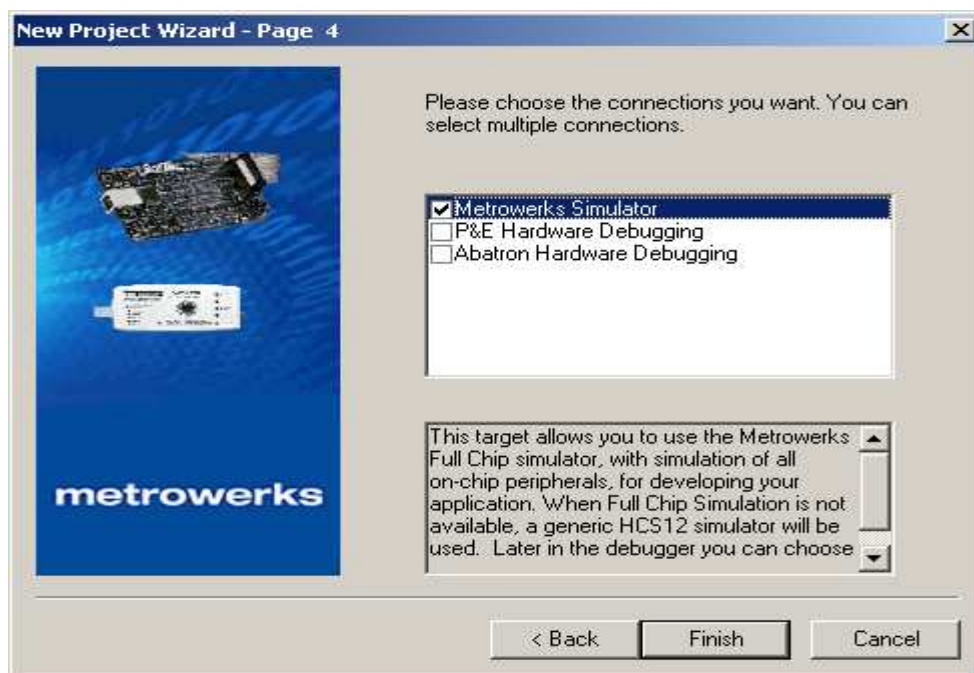 New Project Wizard - Page 4
Please choose the connections you want. You can
select multiple connections.
Metrowerks Simulator
P&E Hardware Debugging
Abatron Hardware Debugging
This target allows you to use the Metrowerks
Full Chip simulator, with simulation of all
on-chip peripherals, for developing your
application. When Full Chip Simulation is not
available, a generic HCS12 simulator will be
used. Later in the debugger you can choose
metrowerks
< Back
Finish
Cancel